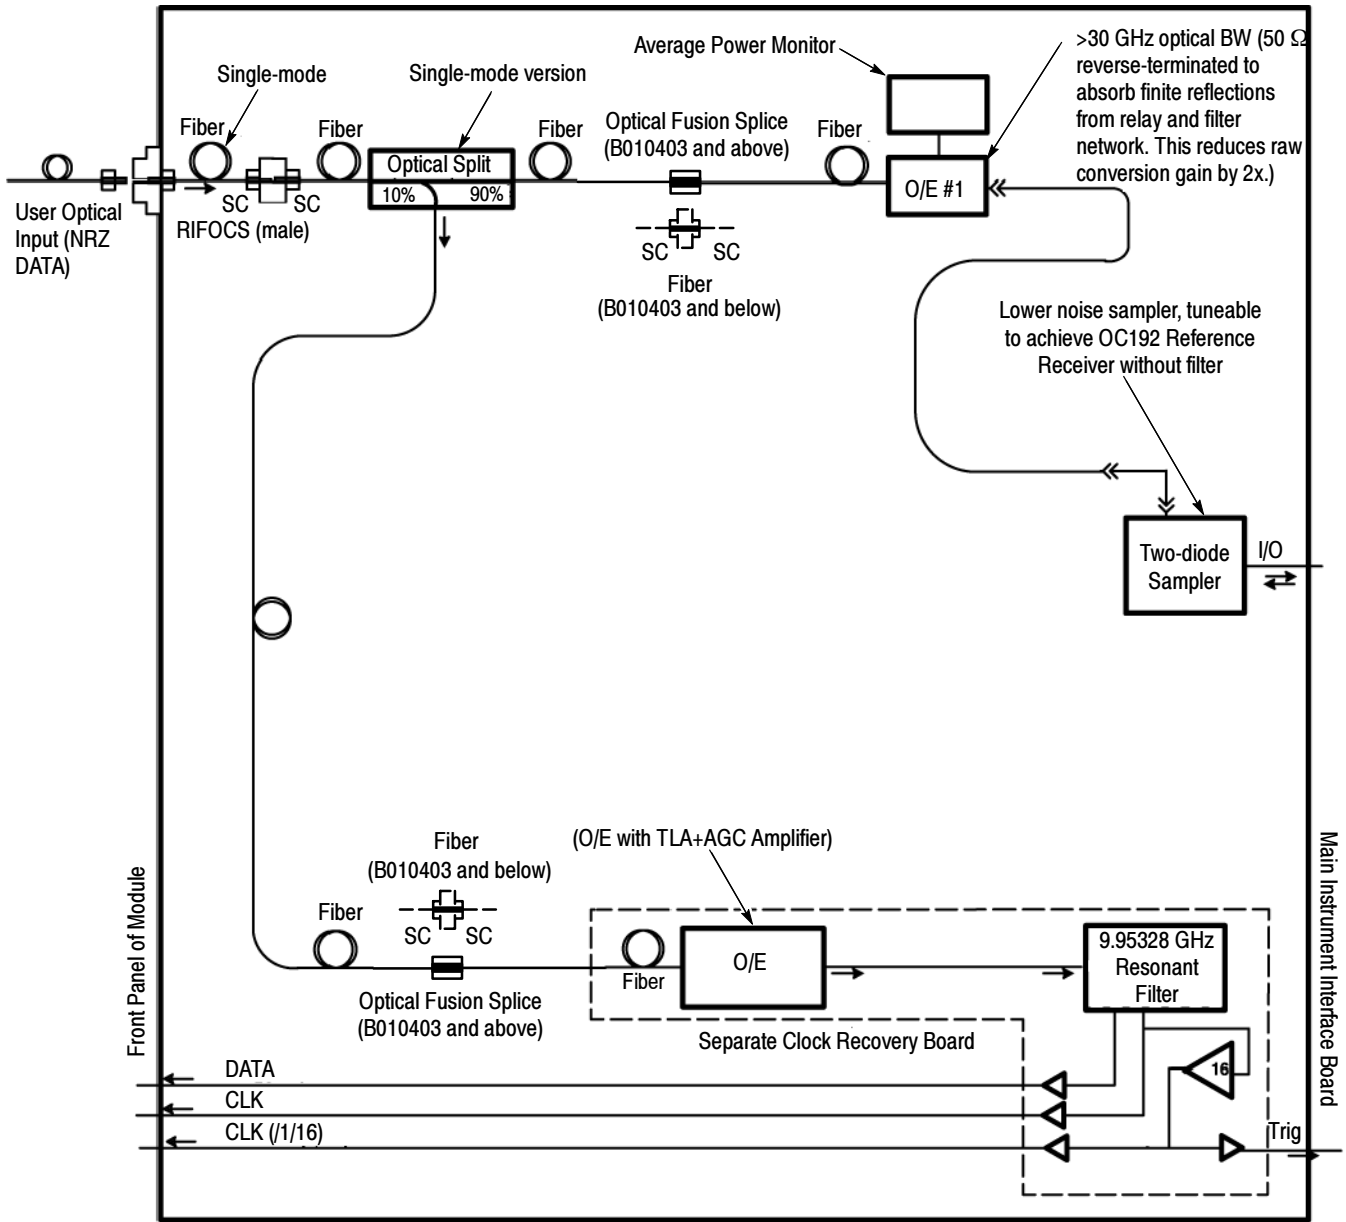 Average Power Monitor
>30 GHz optical BW (50 Ω
reverse-terminated to
absorb finite reflections
from relay and filter
network. This reduces raw
conversion gain by 2x.)
Single-mode
Single-mode version
Fiber
Fiber
Fiber
Optical Fusion Splice
(B010403 and above)
Fiber
Optical Split
10%
90%
O/E #1
SC
SC
RIFOCS (male)
User Optical
Input (NRZ
DATA)
SC
SC
Fiber
(B010403 and below)
Lower noise sampler, tuneable
to achieve OC192 Reference
Receiver without filter
Two-diode
Sampler
I/O
Fiber
(B010403 and below)
(O/E with TLA+AGC Amplifier)
Front Panel of Module
Main Instrument Interface Board
Fiber
SC
SC
Optical Fusion Splice
(B010403 and above)
Fiber
O/E
9.95328 GHz
Resonant
Filter
Separate Clock Recovery Board
16
DATA
CLK
CLK (/1/16)
Trig